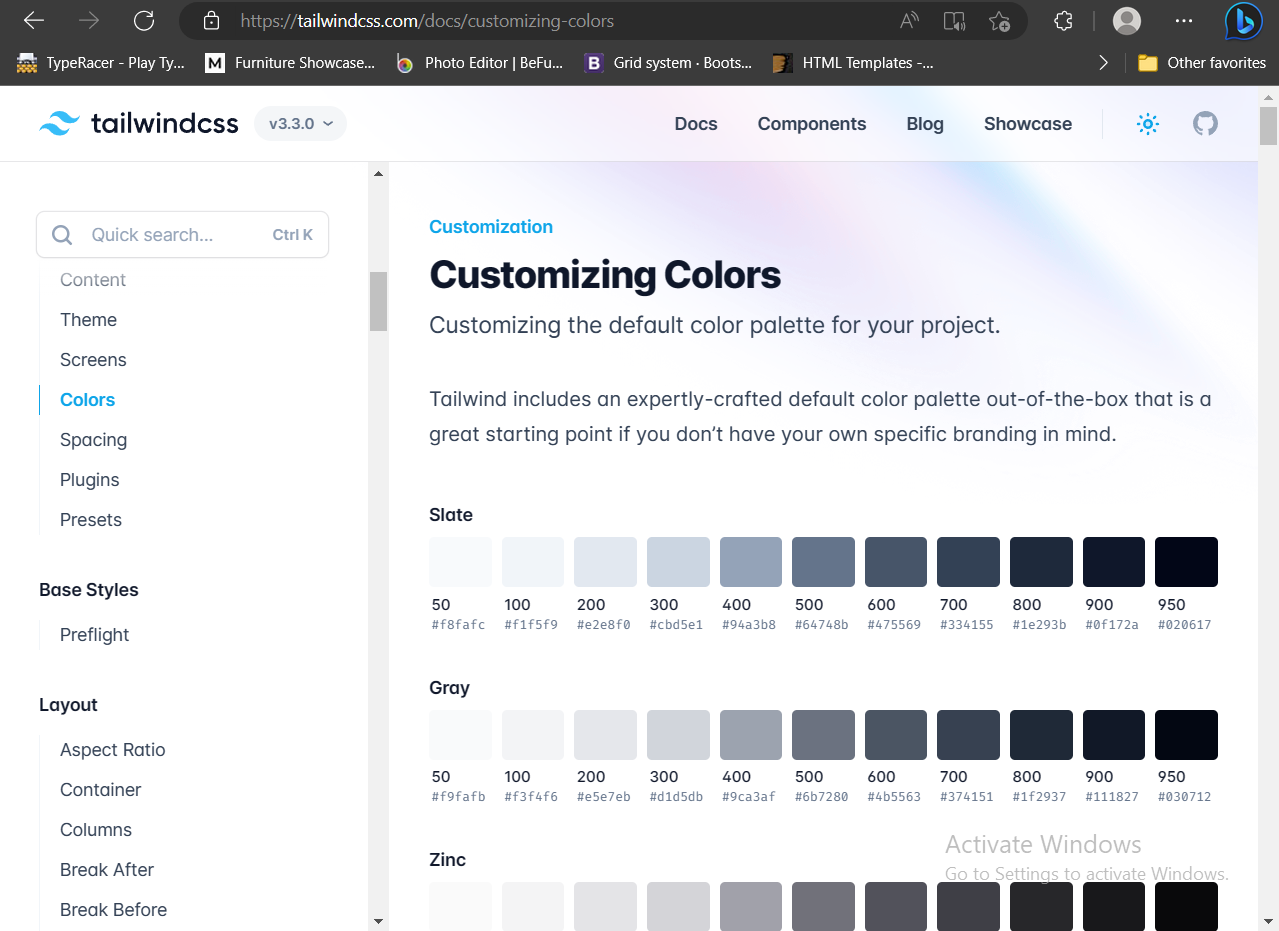 https://tailwindcss.com/docs/customizing-colors
TypeRacer - Play Ty...
Furniture Showcase...
Photo Editor | BeFu...
Grid system · Boots...
HTML Templates -...
Other favorites
tailwindcss
v3.3.0
Docs
Components
Blog
Showcase
Quick search...
Ctrl K
Content
Theme
Screens
Colors
Spacing
Plugins
Presets
Base Styles
Preflight
Layout
Aspect Ratio
Container
Columns
Break After
Break Before
Customization
Customizing Colors
Customizing the default color palette for your project.
Tailwind includes an expertly-crafted default color palette out-of-the-box that is a
great starting point if you don’t have your own specific branding in mind.
Slate
50 100 200 300 400 500 600 700 800 900 950
#f8fafc #f1f5f9 #e2e8f0 #cbd5e1 #94a3b8 #64748b #475569 #334155 #1e293b #0f172a #020617
Gray
50 100 200 300 400 500 600 700 800 900 950
#f9fafb #f3f4f6 #e5e7eb #d1d5db #9ca3af #6b7280 #4b5563 #374151 #1f2937 #111827 #030712
Zinc
Activate Windows
Go to Settings to activate Windows.